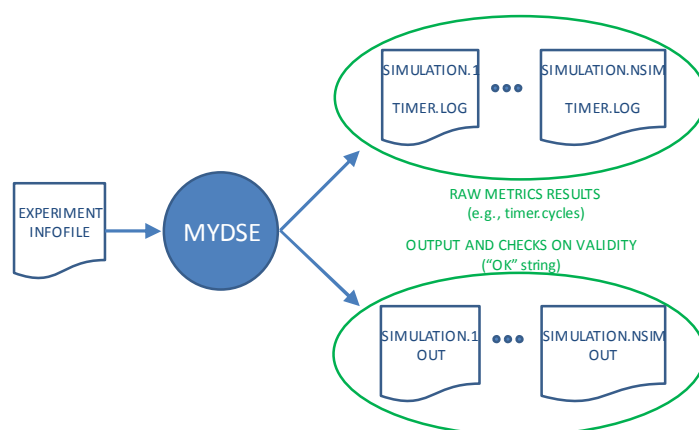 SIMULATION.1
TIMER.LOG
SIMULATION.NSIM
TIMER.LOG
RAW METRICS RESULTS
(e.g., timer.cycles)
EXPERIMENT
INFOFILE
MYDSE
OUTPUT AND CHECKS ON VALIDITY
(“OK” string)
SIMULATION.1
OUT
SIMULATION.NSIM
OUT